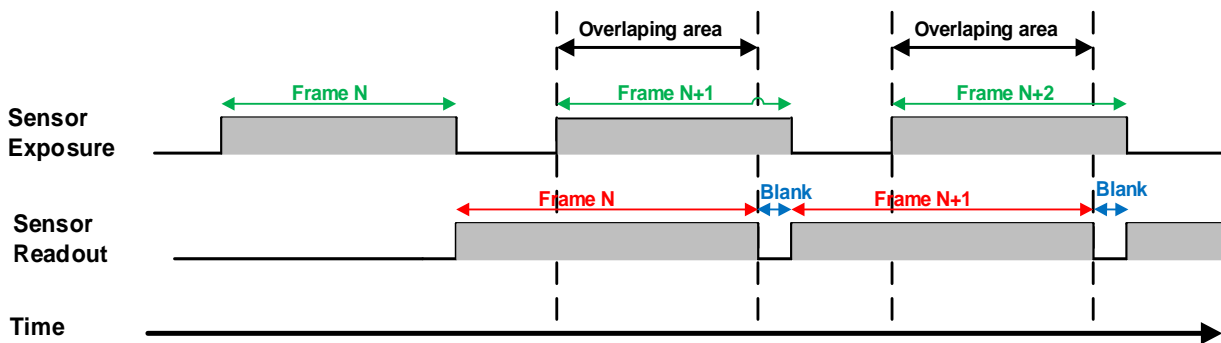 Overlaping area
Overlaping area
Frame N
Frame N+1
Frame N+2
Sensor
Exposure
Blank
Blank
Frame N
Frame N+1
Sensor
Readout
Time